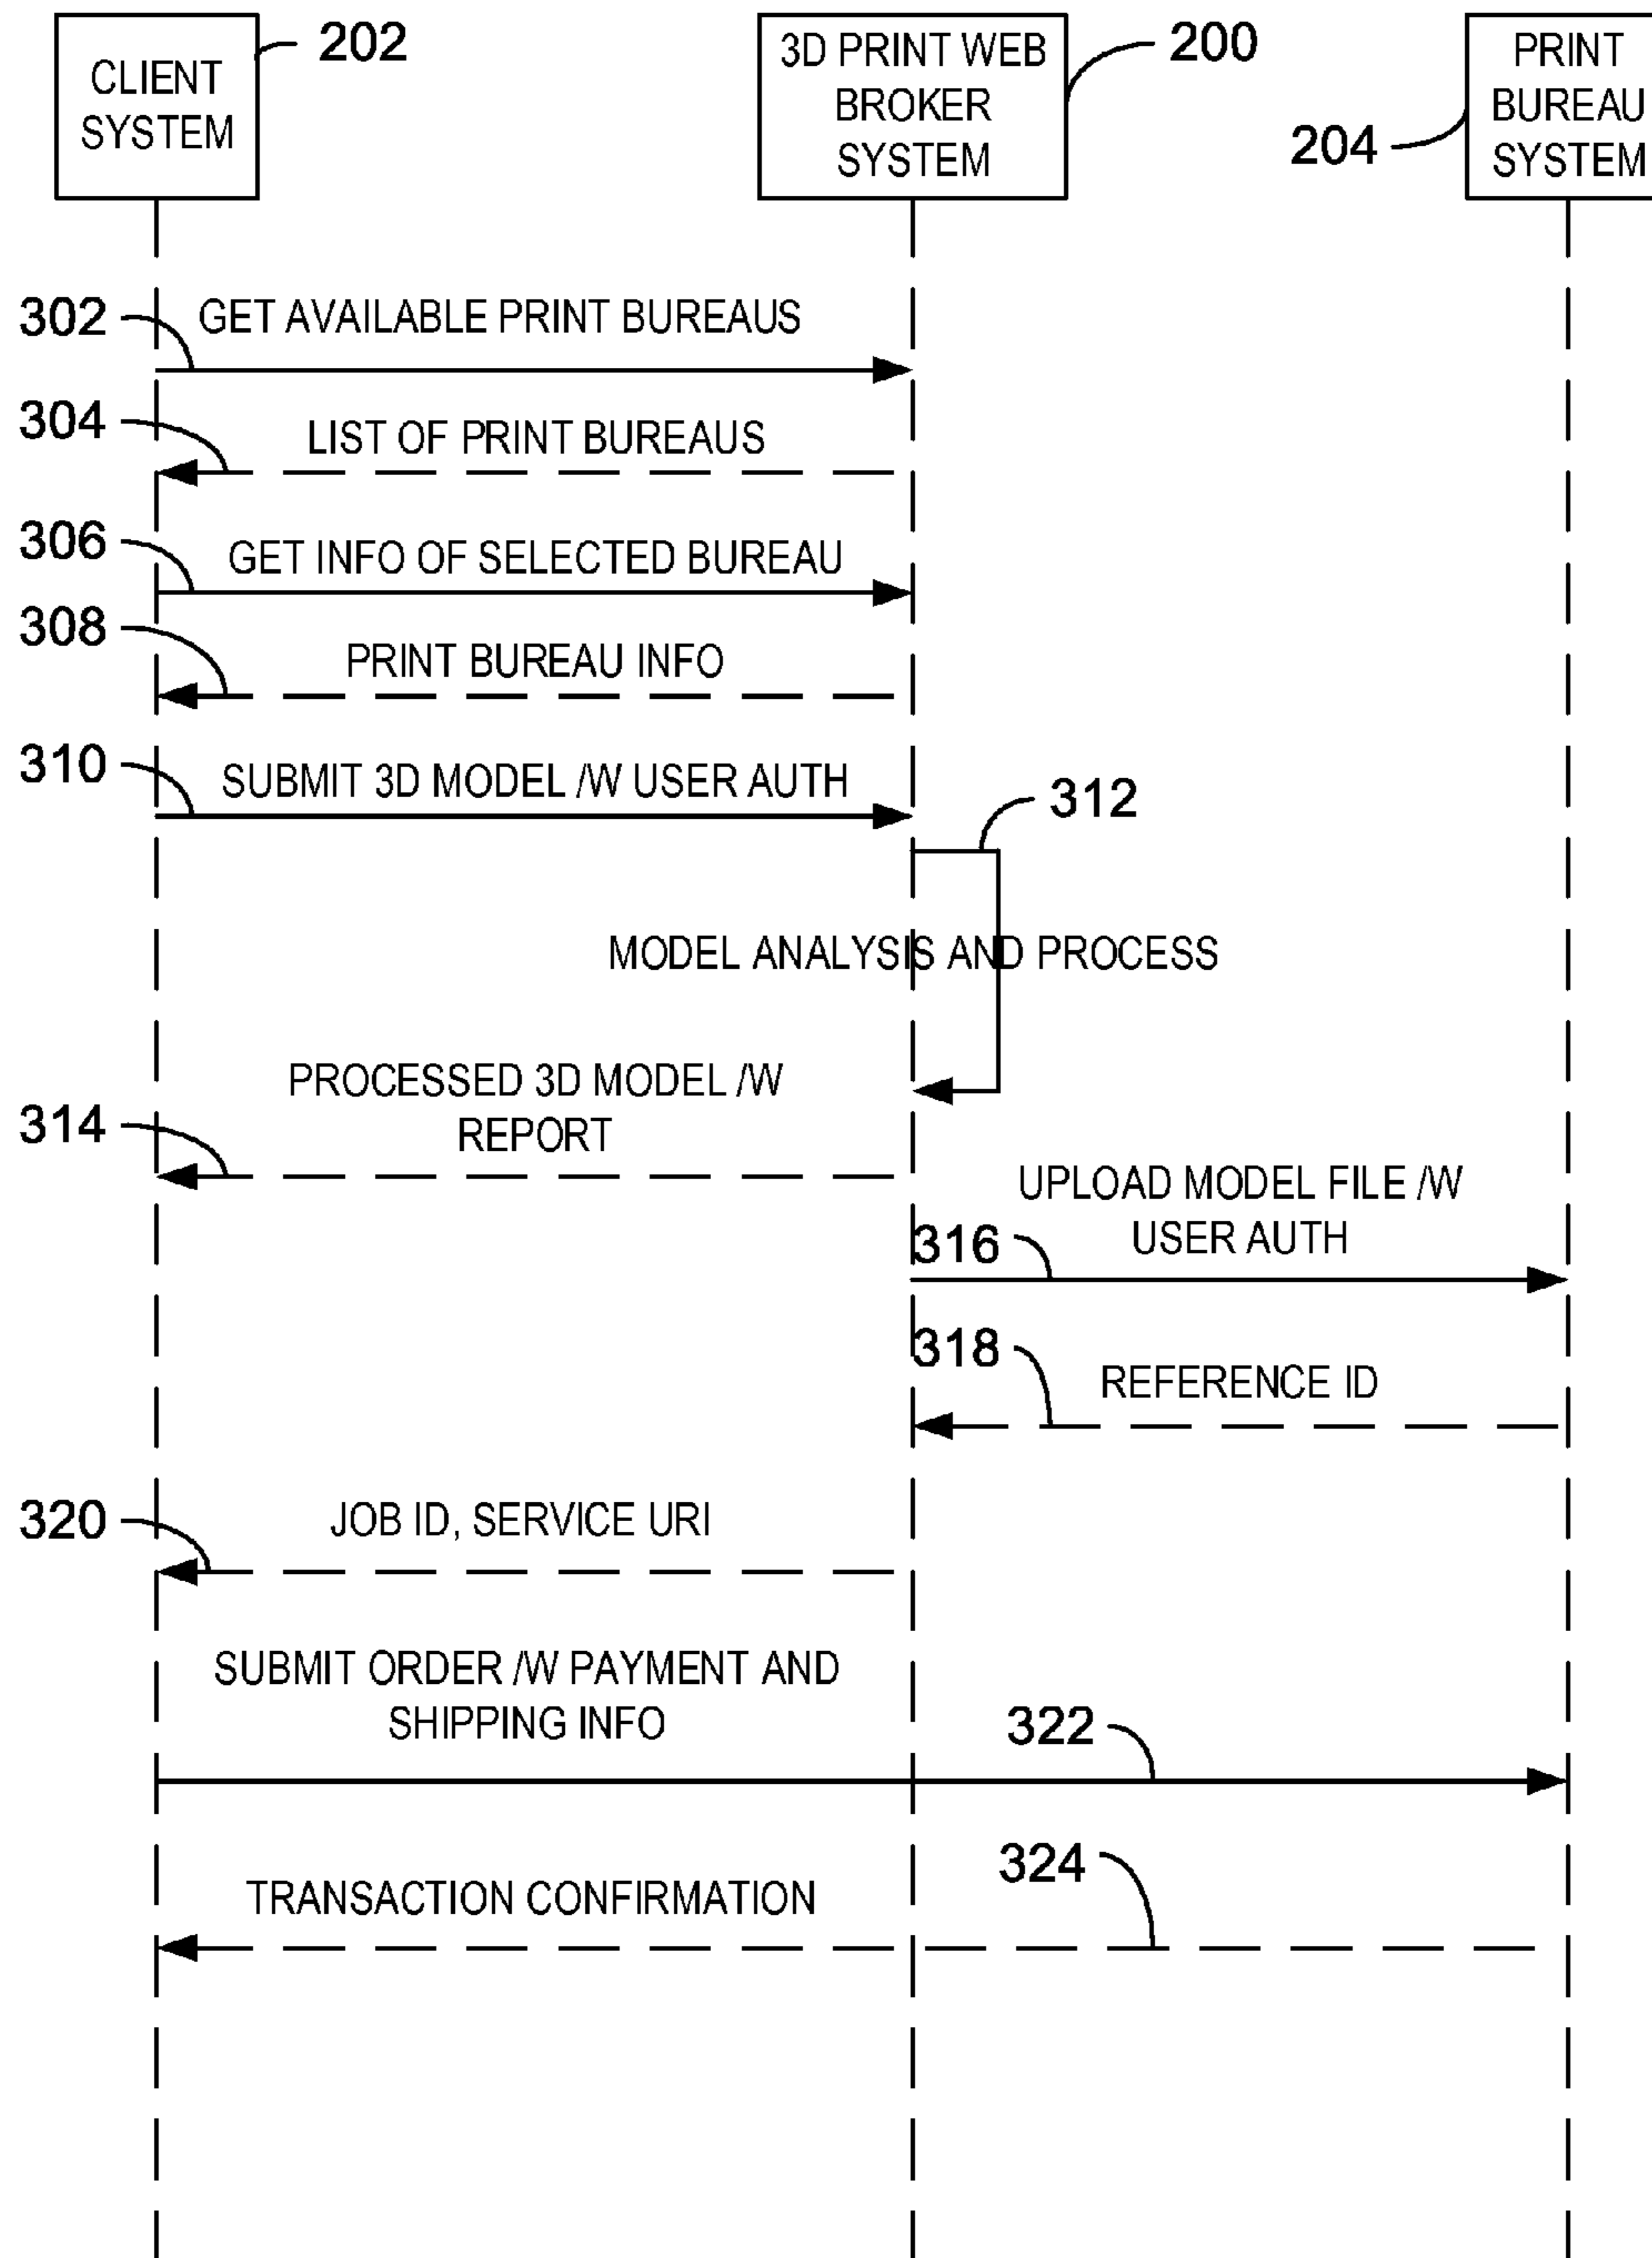 CLIENT
SYSTEM
202
3D PRINT WEB
BROKER
SYSTEM
200
PRINT
BUREAU
SYSTEM
204
302
GET AVAILABLE PRINT BUREAUS
304
LIST OF PRINT BUREAUS
306
GET INFO OF SELECTED BUREAU
308
PRINT BUREAU INFO
310
SUBMIT 3D MODEL /W USER AUTH
312
MODEL ANALYSIS AND PROCESS
PROCESSED 3D MODEL /W
REPORT
314
UPLOAD MODEL FILE /W
USER AUTH
316
318
REFERENCE ID
320
JOB ID, SERVICE URI
SUBMIT ORDER /W PAYMENT AND
SHIPPING INFO
322
324
TRANSACTION CONFIRMATION